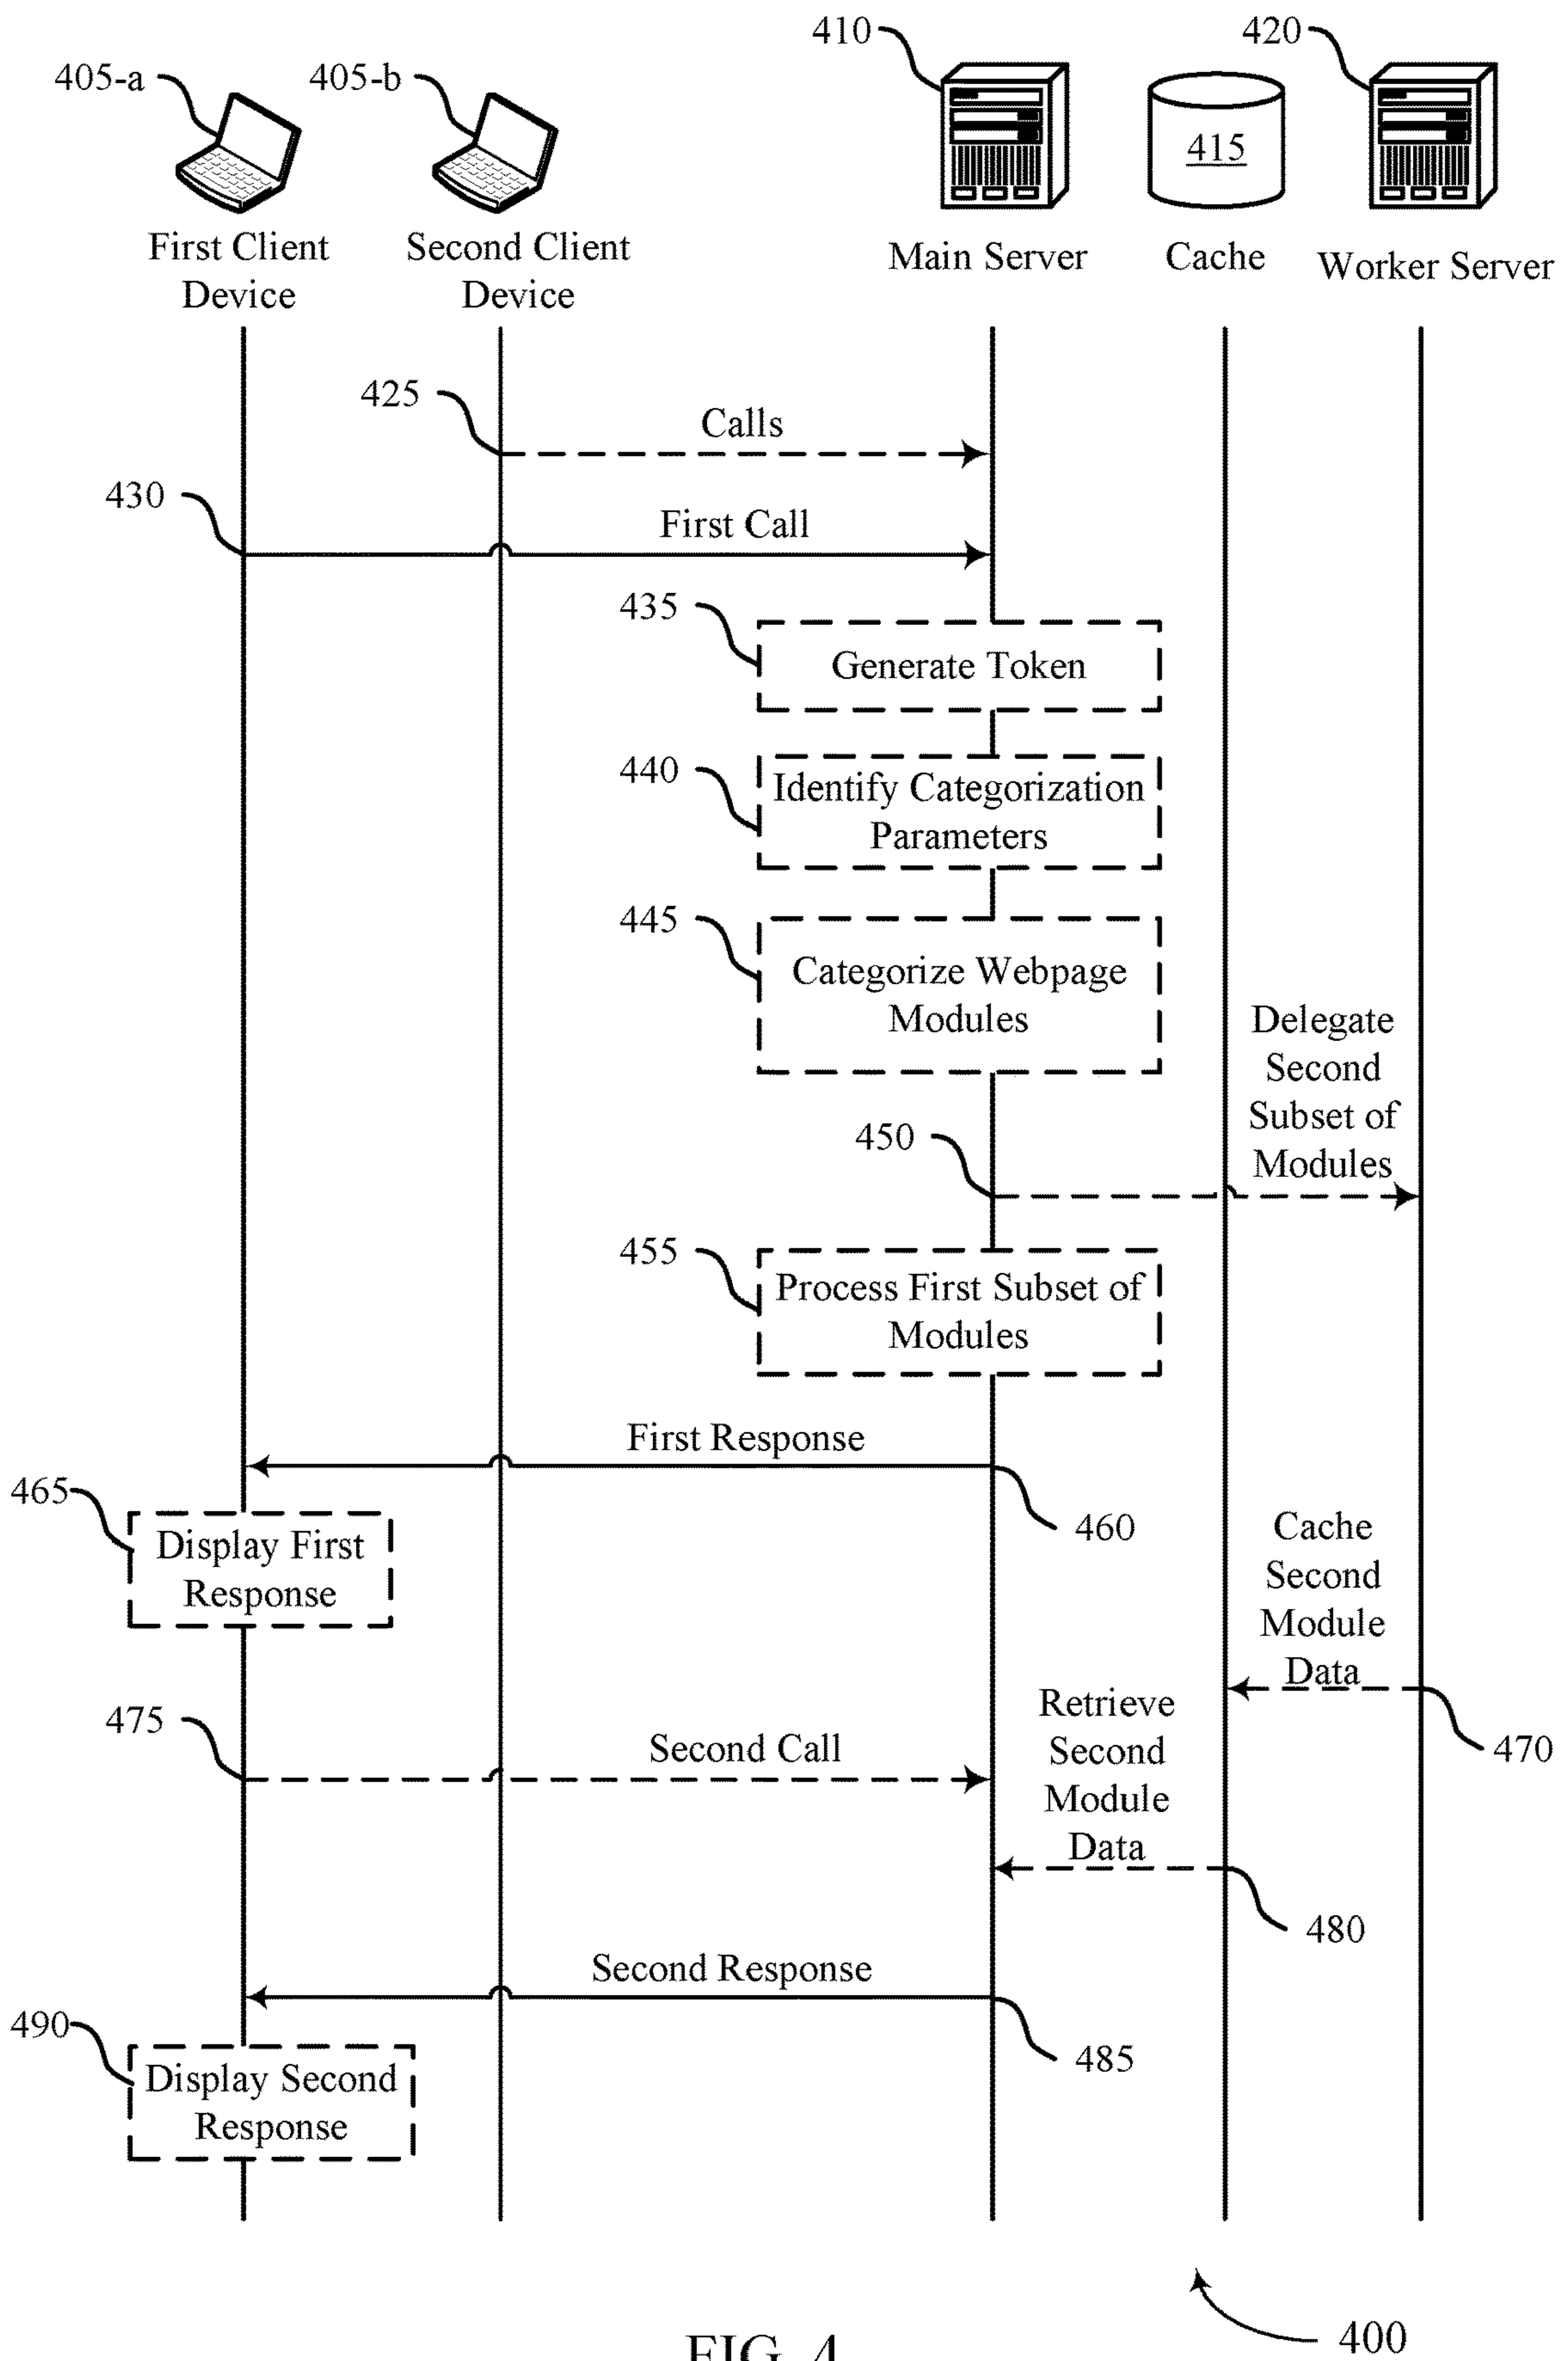 410
420
405-a
405-b
415
First Client
Device
Second Client
Device
Main Server
Cache
Worker Server
425
Calls
430
First Call
435
Generate Token
440
Identify Categorization
Parameters
445
Categorize Webpage
Modules
Delegate
Second
Subset of
Modules
450
455
Process First Subset of
Modules
First Response
460
465
Display First
Response
Cache
Second
Module
Data
470
475
Second Call
Retrieve
Second
Module
Data
480
Second Response
485
490
Display Second
Response
400
FIG. 4